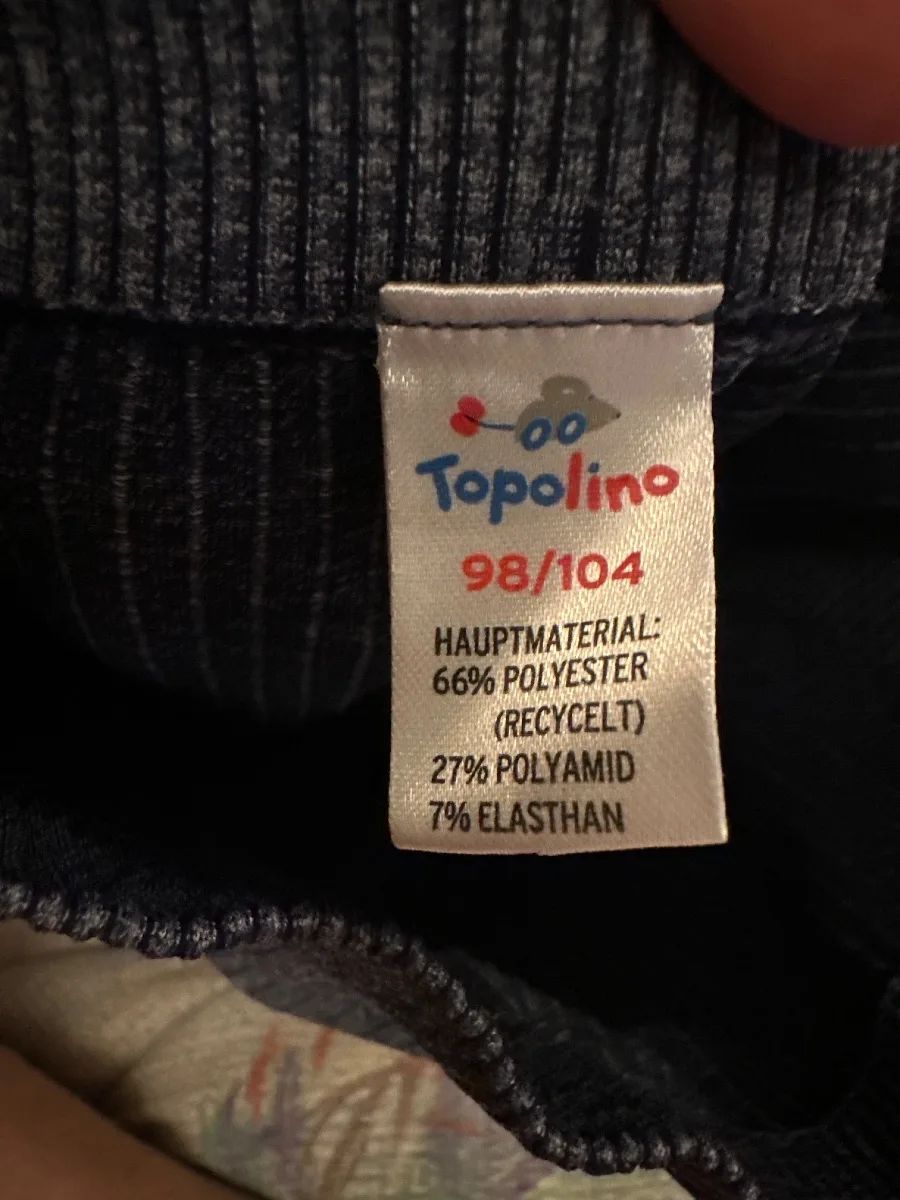 Topolino
98/104
HAUPTMATERIAL:
66% POLYESTER
(RECYCELT)
27% POLYAMID
7% ELASTHAN